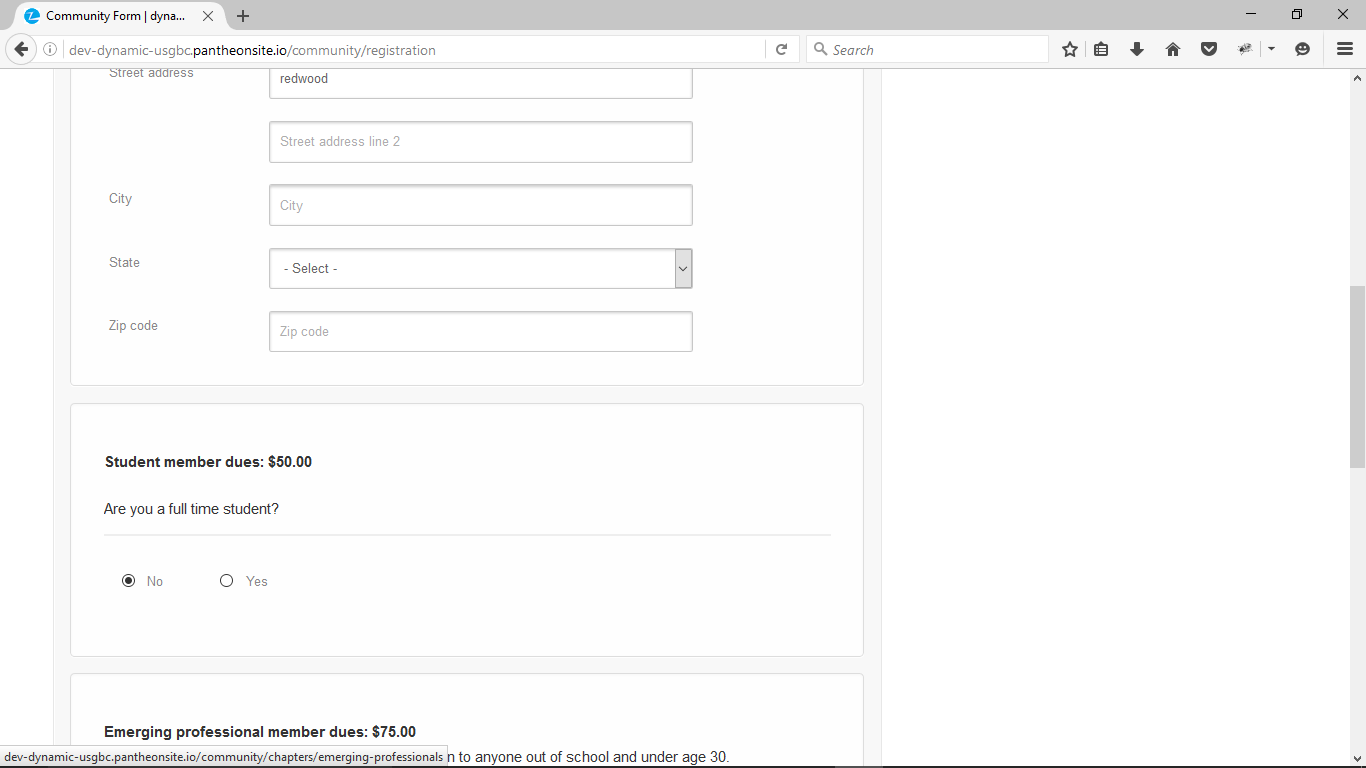 Community Form | dyna...
dev-dynamic-usgbc.pantheonsite.io/community/registration
Search
Street address
redwood
Street address line 2
City
City
State
- Select -
Zip code
Zip code
Student member dues: $50.00
Are you a full time student?
No
Yes
Emerging professional member dues: $75.00
n to anyone out of school and under age 30.
dev-dynamic-usgbc.pantheonsite.io/community/chapters/emerging-professionals